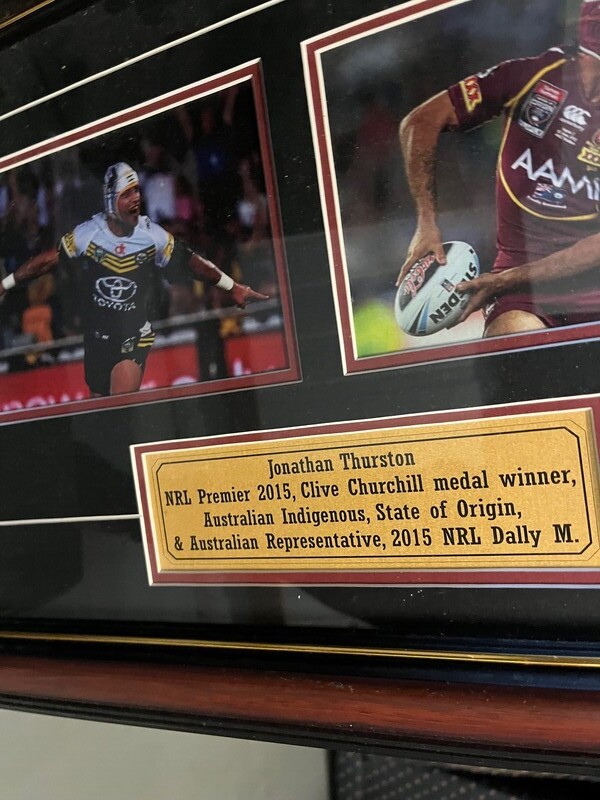 TOYOTA
AAMI
STEEDEN
Jonathan Thurston
NRL Premier 2015, Clive Churchill medal winner,
Australian Indigenous, State of Origin,
& Australian Representative, 2015 NRL Dally M.